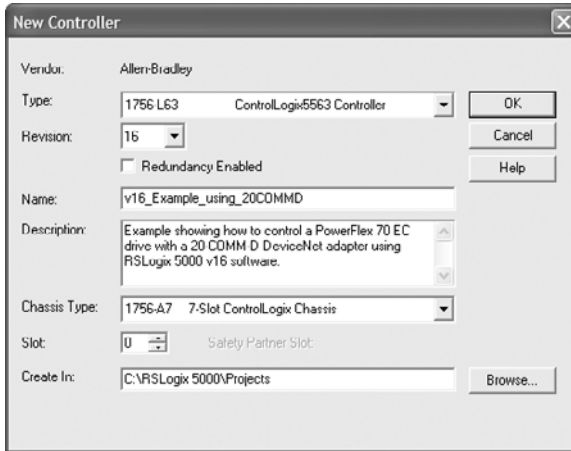 New Controller
Vendor: Allen-Bradley
Type: 1756-L63 ControlLogix5563 Controller OK
Revision: 16 Cancel
Redundancy Enabled Help
Name: v16_Example_using_20COMMD
Description: Example showing how to control a PowerFlex 70 EC
drive with a 20 COMM D DeviceNet adapter using
RSLogix 5000 v16 software.
Chassis Type: 1756-A7 7-Slot ControlLogix Chassis
Slot: 0 Safety Partner Slot:
Create In: C:\RSLogix 5000\Projects Browse...